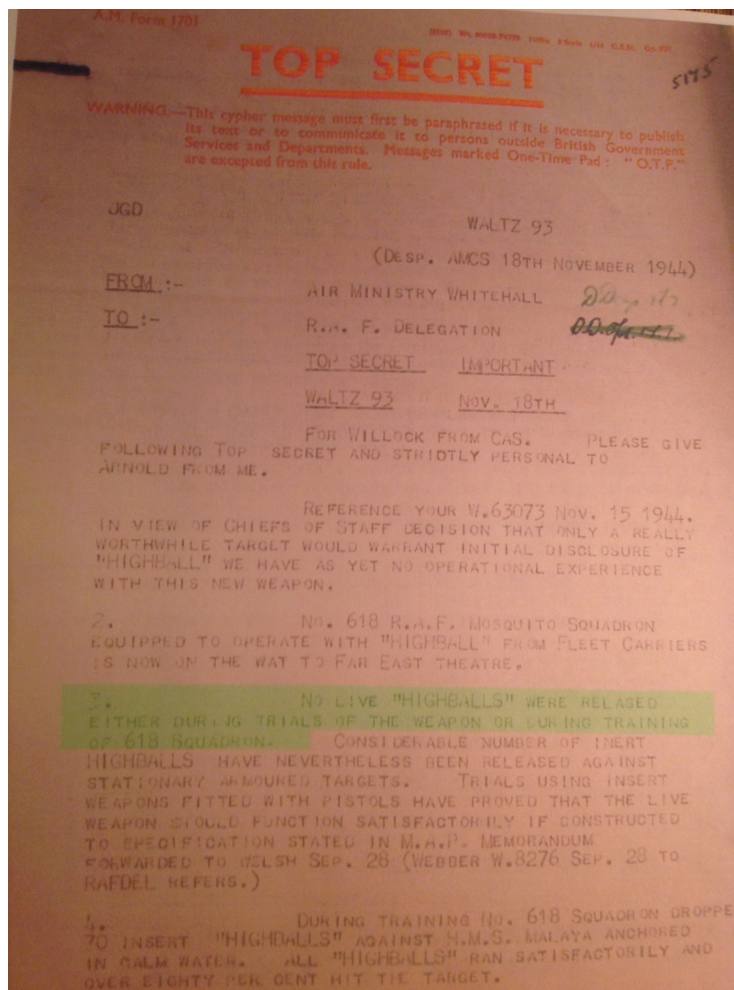 A.M. Form 1701
TOP SECRET
5175
WARNING:—This cypher message must first be paraphrased if it is necessary to publish
its text or to communicate it to persons outside British Government
Services and Departments. Messages marked One-Time Pad : "O.T.P."
are excepted from this rule.
JGD
WALTZ 93
(DESP. AMCS 18TH NOVEMBER 1944)
FROM :-
AIR MINISTRY WHITEHALL
TO :-
R.A. F. DELEGATION
TOP SECRET IMPORTANT
WALTZ 93 NOV. 18TH
FOR WILLOCK FROM CAS. PLEASE GIVE
FOLLOWING TOP SECRET AND STRIDTLY PERSONAL TO
ARNOLD FROM ME.
REFERENCE YOUR W.63073 NOV. 15 1944.
IN VIEW OF CHIEFS OF STAFF DECISION THAT ONLY A REALLY
WORTHWHILE TARGET WOULD WARRANT INITIAL DISCLOSURE OF
"HIGHBALL" WE HAVE AS YET NO OPERATIONAL EXPERIENCE
WITH THIS NEW WEAPON.
2. NO. 618 R.A.F. MOSQUITO SQUADRON
EQUIPPED TO OPERATE WITH "HIGHBALL" FROM FLEET CARRIERS
IS NOW ON THE WAT TO FAR EAST THEATRE.
3. NO LIVE "HIGHBALLS" WERE RELASED
EITHER DURING TRIALS OF THE WEAPON OR DURING TRAINING
OF 618 SQUADRON. CONSIDERABLE NUMBER OF INERT
HIGHBALLS HAVE NEVERTHELESS BEEN RELEASED AGAINST
STATIONARY ARMOURED TARGETS. TRIALS USING INSERT
WEAPONS FITTED WITH PISTOLS HAVE PROVED THAT THE LIVE
WEAPON SHOULD FUNCTION SATISFACTORILY IF CONSTRUCTED
TO SPECIFICATION STATED IN M.A.P. MEMORANDUM
FORWARDED TO WELSH SEP. 28 (WEBBER W.8276 SEP. 28 TO
RAFDEL REFERS.)
4. DURING TRAINING NO. 618 SQUADRON DROPPE
70 INSERT "HIGHBALLS" AGAINST H.M.S. MALAYA ANCHORED
IN CALM WATER. ALL "HIGHBALLS" RAN SATISFACTORILY AND
OVER EIGHTY PER CENT HIT THE TARGET.